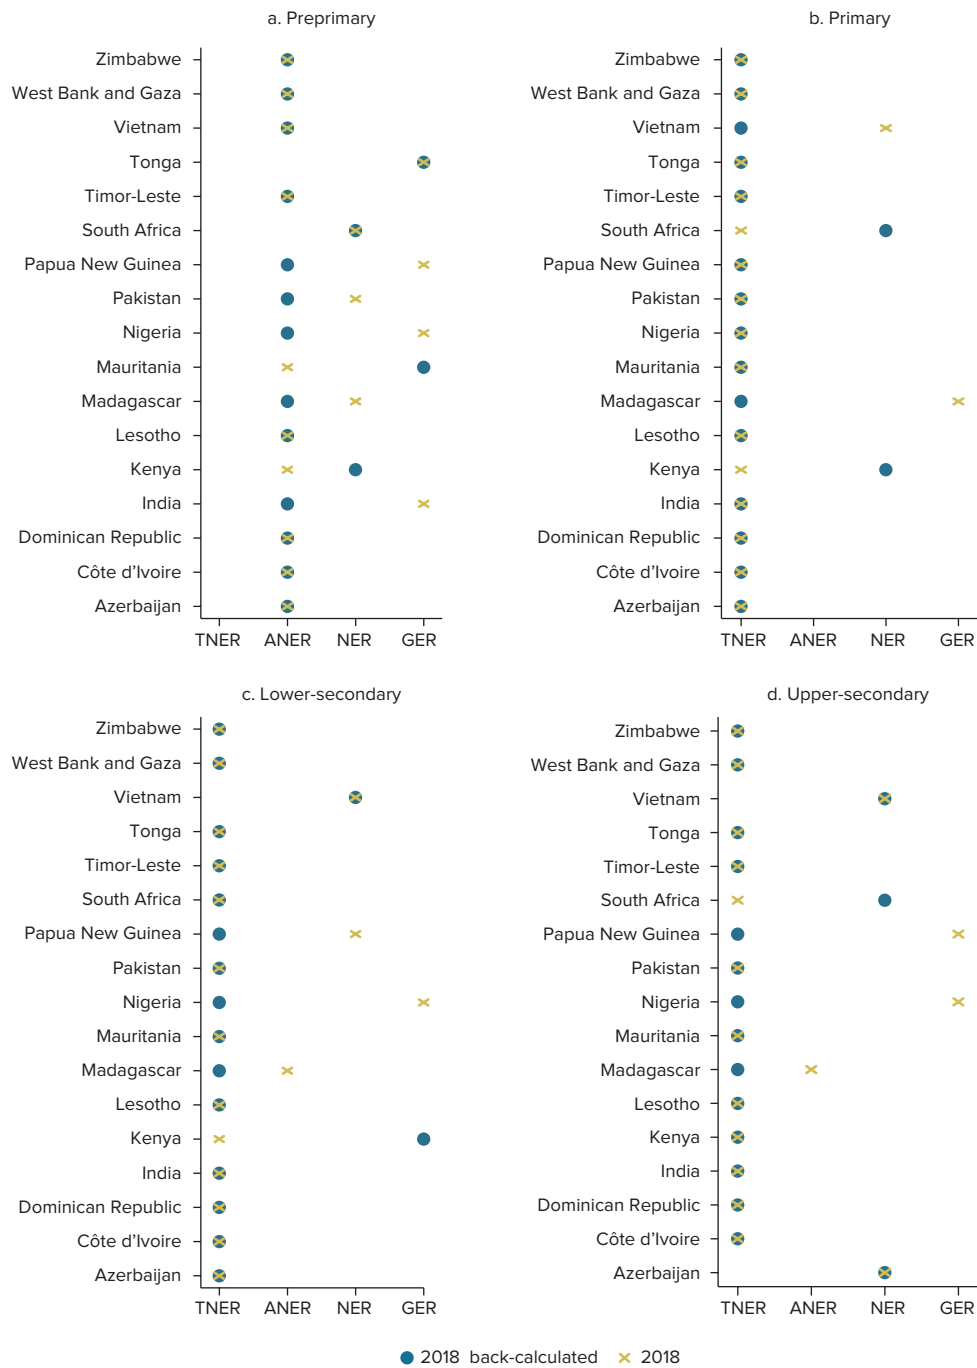 a. Preprimary
Zimbabwe
West Bank and Gaza
Vietnam
Tonga
Timor-Leste
South Africa
Papua New Guinea
Pakistan
Nigeria
Mauritania
Madagascar
Lesotho
Kenya
India
Dominican Republic
Côte d’Ivoire
Azerbaijan
TNER ANER NER GER
b. Primary
Zimbabwe
West Bank and Gaza
Vietnam
Tonga
Timor-Leste
South Africa
Papua New Guinea
Pakistan
Nigeria
Mauritania
Madagascar
Lesotho
Kenya
India
Dominican Republic
Côte d’Ivoire
Azerbaijan
TNER ANER NER GER
c. Lower-secondary
Zimbabwe
West Bank and Gaza
Vietnam
Tonga
Timor-Leste
South Africa
Papua New Guinea
Pakistan
Nigeria
Mauritania
Madagascar
Lesotho
Kenya
India
Dominican Republic
Côte d’Ivoire
Azerbaijan
TNER ANER NER GER
d. Upper-secondary
Zimbabwe
West Bank and Gaza
Vietnam
Tonga
Timor-Leste
South Africa
Papua New Guinea
Pakistan
Nigeria
Mauritania
Madagascar
Lesotho
Kenya
India
Dominican Republic
Côte d’Ivoire
Azerbaijan
TNER ANER NER GER
2018 back-calculated 2018